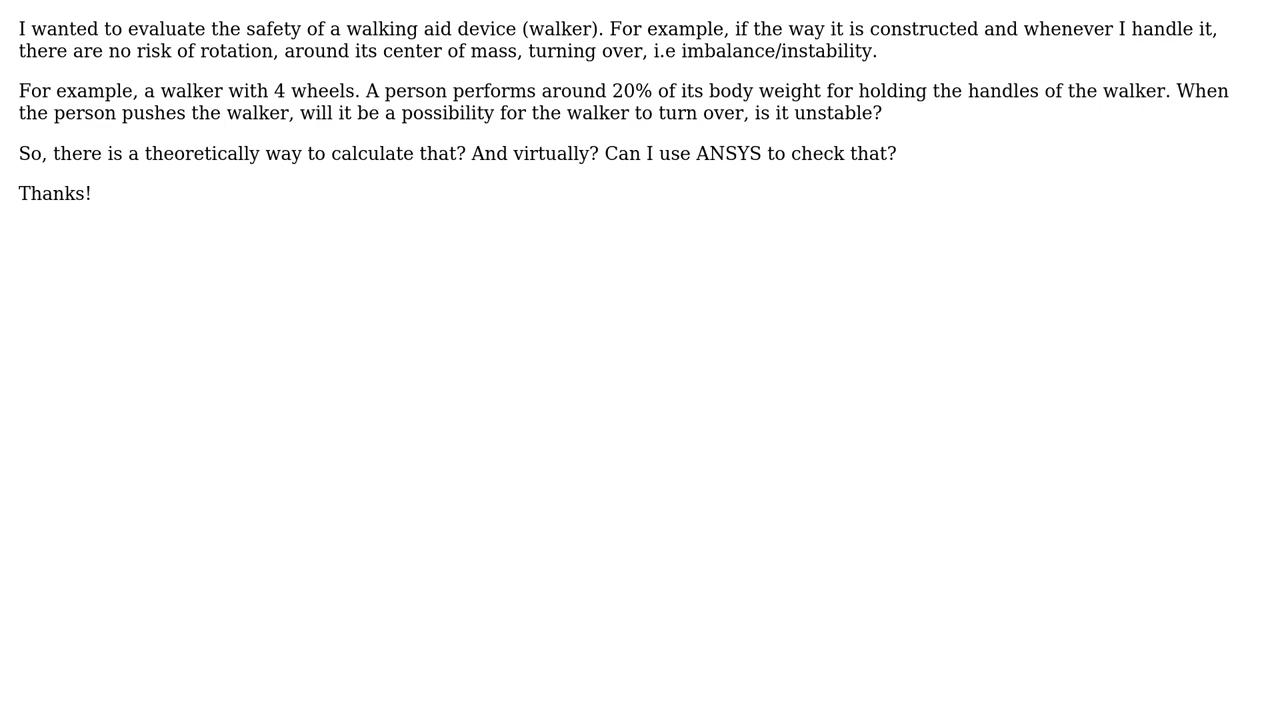 I wanted to evaluate the safety of a walking aid device (walker). For example, if the way it is constructed and whenever I handle it,
there are no risk of rotation, around its center of mass, turning over, i.e imbalance/instability.
For example, a walker with 4 wheels. A person performs around 20% of its body weight for holding the handles of the walker. When
the person pushes the walker, will it be a possibility for the walker to turn over, is it unstable?
So, there is a theoretically way to calculate that? And virtually? Can I use ANSYS to check that?
Thanks!